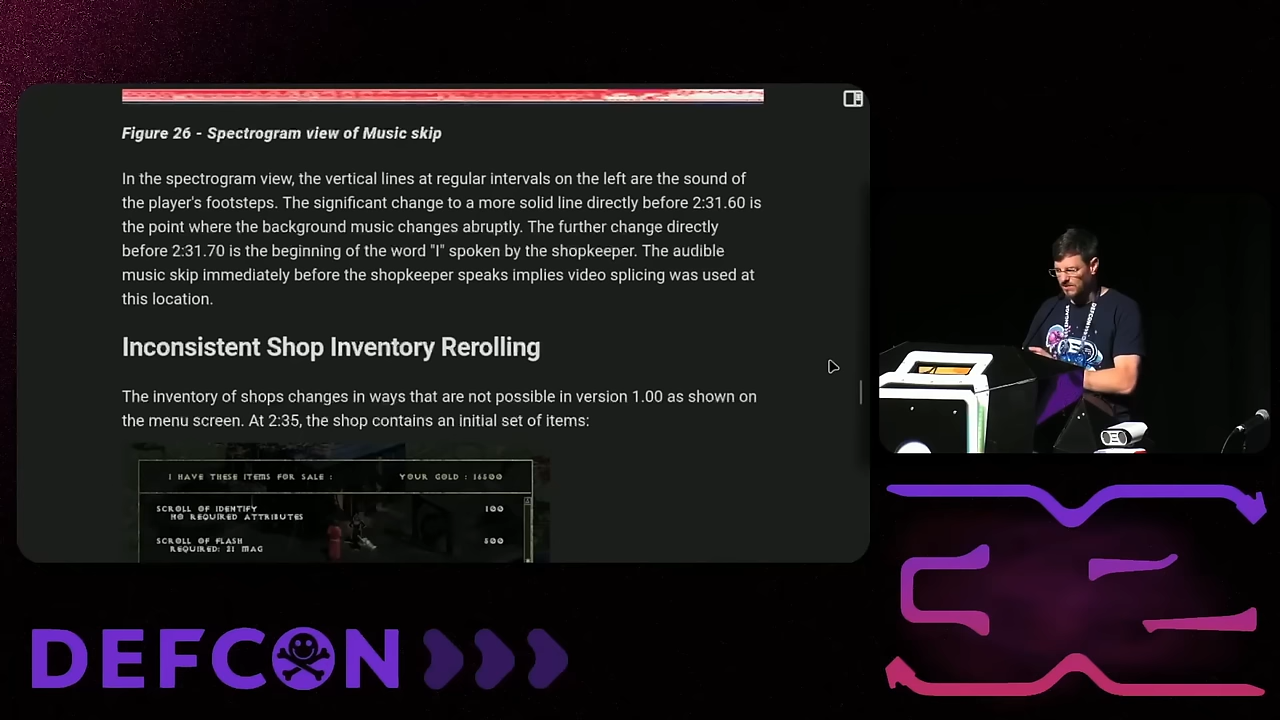 Figure 26 - Spectrogram view of Music skip
In the spectrogram view, the vertical lines at regular intervals on the left are the sound of
the player's footsteps. The significant change to a more solid line directly before 2:31.60 is
the point where the background music changes abruptly. The further change directly
before 2:31.70 is the beginning of the word "I" spoken by the shopkeeper. The audible
music skip immediately before the shopkeeper speaks implies video splicing was used at
this location.
Inconsistent Shop Inventory Rerolling
The inventory of shops changes in ways that are not possible in version 1.00 as shown on
the menu screen. At 2:35, the shop contains an initial set of items:
I HAVE THESE ITEMS FOR SALE : YOUR GOLD : 16500
SCROLL OF IDENTIFY 100
NO REQUIRED ATTRIBUTES
SCROLL OF FLASH 500
REQUIRED: 21 MAG
DEFCON